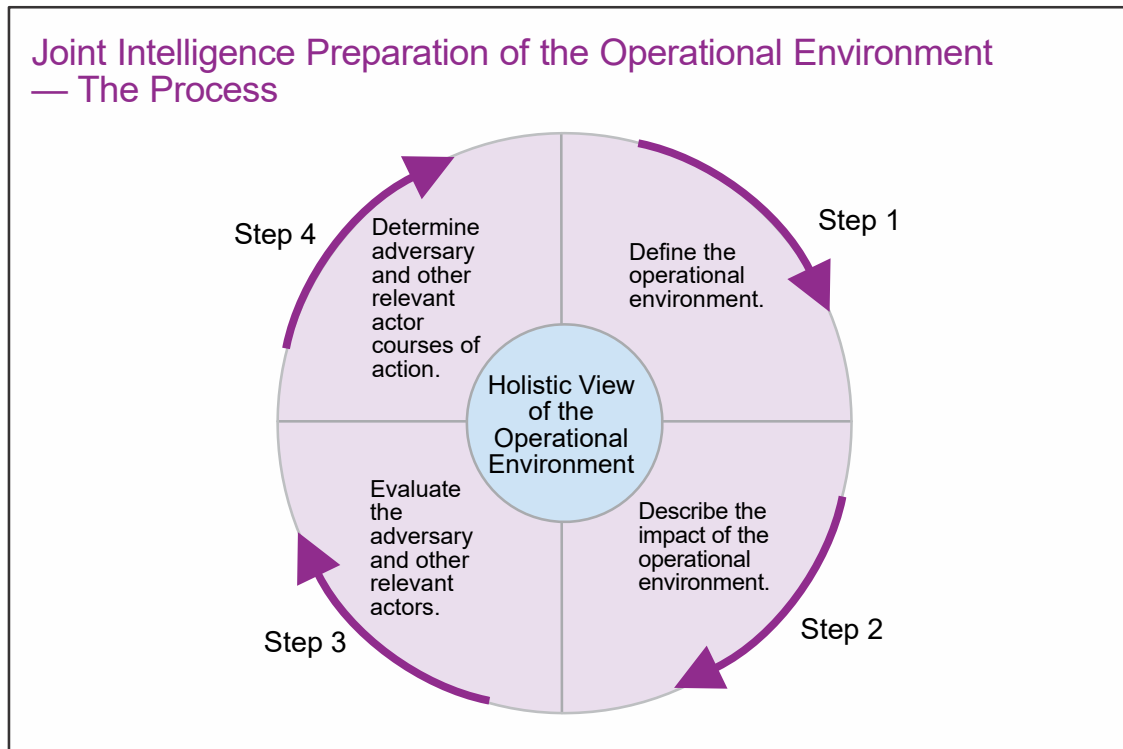 Joint Intelligence Preparation of the Operational Environment
— The Process
Step 1
Define the
operational
environment.
Step 2
Describe the
impact of the
operational
environment.
Step 3
Evaluate
the
adversary
and other
relevant
actors.
Step 4
Determine
adversary
and other
relevant
actor
courses of
action.
Holistic View
of the
Operational
Environment